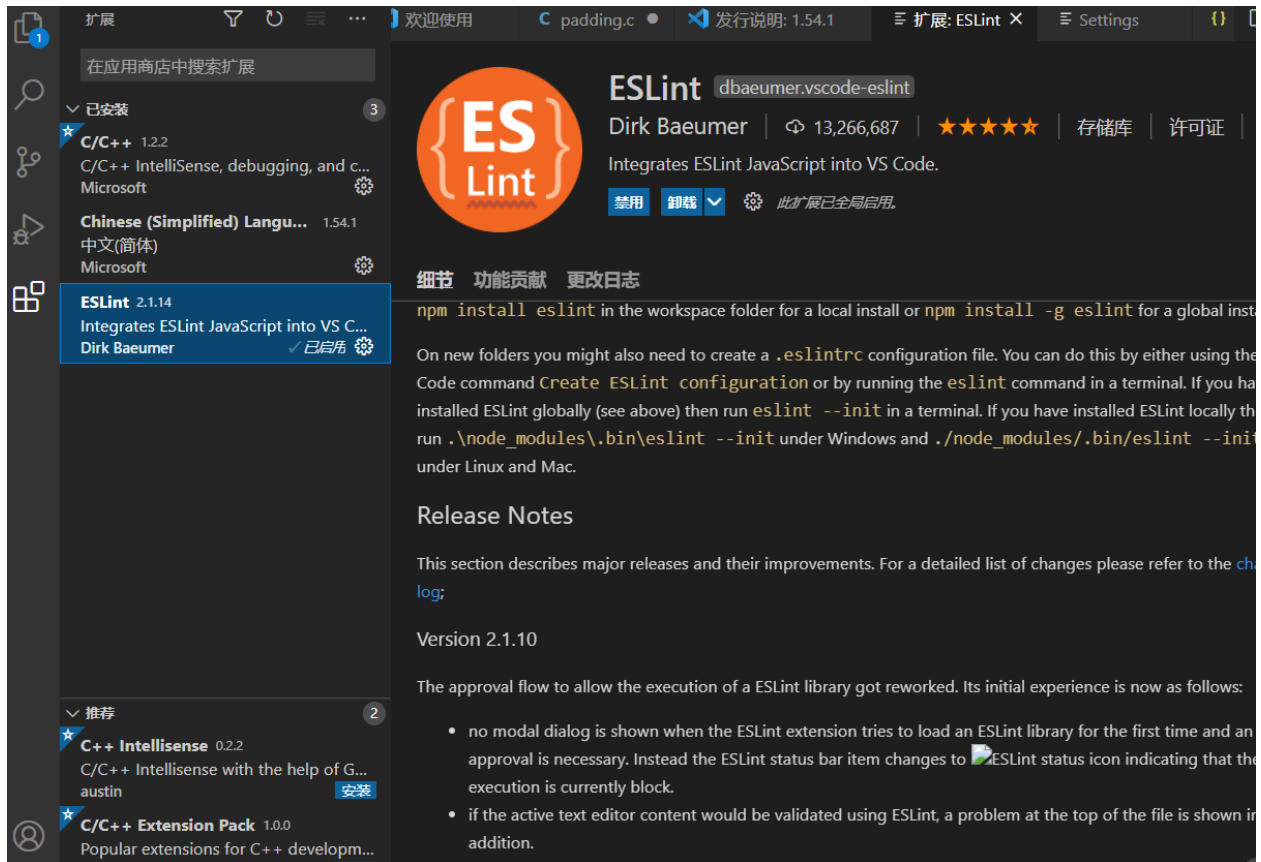 1
扩展
在应用商店中搜索扩展
已安装
3
C/C++ 1.2.2
C/C++ IntelliSense, debugging, and c...
Microsoft
Chinese (Simplified) Langu... 1.54.1
中文(简体)
Microsoft
ESLint 2.1.14
Integrates ESLint JavaScript into VS C...
Dirk Baeumer
已启用
推荐
2
C++ Intellisense 0.2.2
C/C++ Intellisense with the help of G...
austin
安装
C/C++ Extension Pack 1.0.0
Popular extensions for C++ developm...
欢迎使用
C padding.c
发行说明: 1.54.1
扩展: ESLint
Settings
{}
{ES}
Lint
ESLint dbaeumer.vscode-eslint
Dirk Baeumer 13,266,687 存储库 许可证
Integrates ESLint JavaScript into VS Code.
禁用 卸载 此扩展已全局启用。
细节 功能贡献 更改日志
npm install eslint in the workspace folder for a local install or npm install -g eslint for a global inst
On new folders you might also need to create a .eslintrc configuration file. You can do this by either using the
Code command Create ESLint configuration or by running the eslint command in a terminal. If you ha
installed ESLint globally (see above) then run eslint --init in a terminal. If you have installed ESLint locally th
run .\node_modules\.bin\eslint --init under Windows and ./node_modules/.bin/eslint --init
under Linux and Mac.
Release Notes
This section describes major releases and their improvements. For a detailed list of changes please refer to the cha
log;
Version 2.1.10
The approval flow to allow the execution of a ESLint library got reworked. Its initial experience is now as follows:
• no modal dialog is shown when the ESLint extension tries to load an ESLint library for the first time and an
approval is necessary. Instead the ESLint status bar item changes to ESLint status icon indicating that the
execution is currently block.
• if the active text editor content would be validated using ESLint, a problem at the top of the file is shown in
addition.